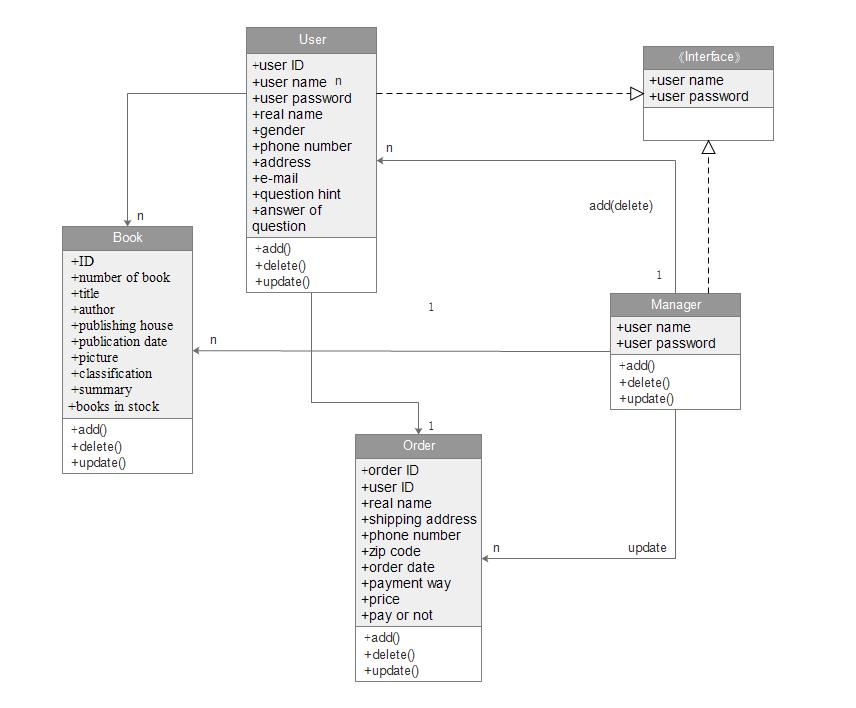 User
+user ID
+user name n
+user password
+real name
+gender
+phone number
+address
+e-mail
+question hint
+answer of
question
+add()
+delete()
+update()
《Interface》
+user name
+user password
n
add(delete)
1
n
Book
+ID
+number of book
+title
+author
+publishing house
+publication date
+picture
+classification
+summary
+books in stock
+add()
+delete()
+update()
1
n
Manager
+user name
+user password
+add()
+delete()
+update()
1
Order
+order ID
+user ID
+real name
+shipping address
+phone number
+zip code
+order date
+payment way
+price
+pay or not
+add()
+delete()
+update()
n
update